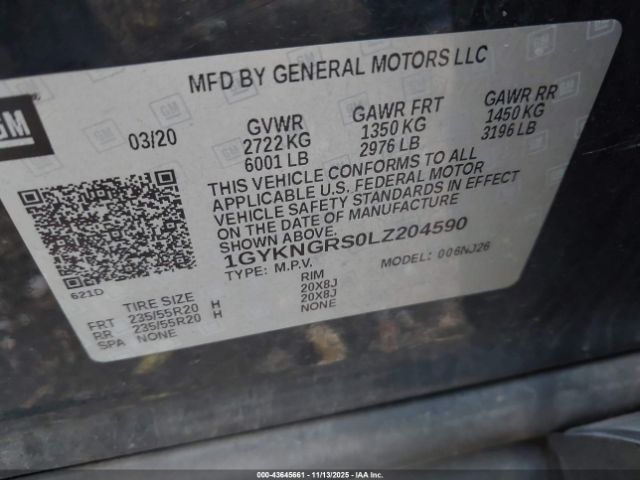 MFD BY GENERAL MOTORS LLC
GM
03/20 GVWR GAWR FRT GAWR RR
2722 KG 1350 KG 1450 KG
6001 LB 2976 LB 3196 LB
THIS VEHICLE CONFORMS TO ALL
APPLICABLE U.S. FEDERAL MOTOR
VEHICLE SAFETY STANDARDS IN EFFECT
ON THE DATE OF MANUFACTURE
SHOWN ABOVE.
1GYKNGRS0LZ204590
TYPE: M.P.V. MODEL: 006NJ26
621D
TIRE SIZE RIM
FRT 235/55R20 H 20X8J
RR 235/55R20 H 20X8J
SPA NONE NONE
000-43645661 - 11/13/2025 - IAA Inc.